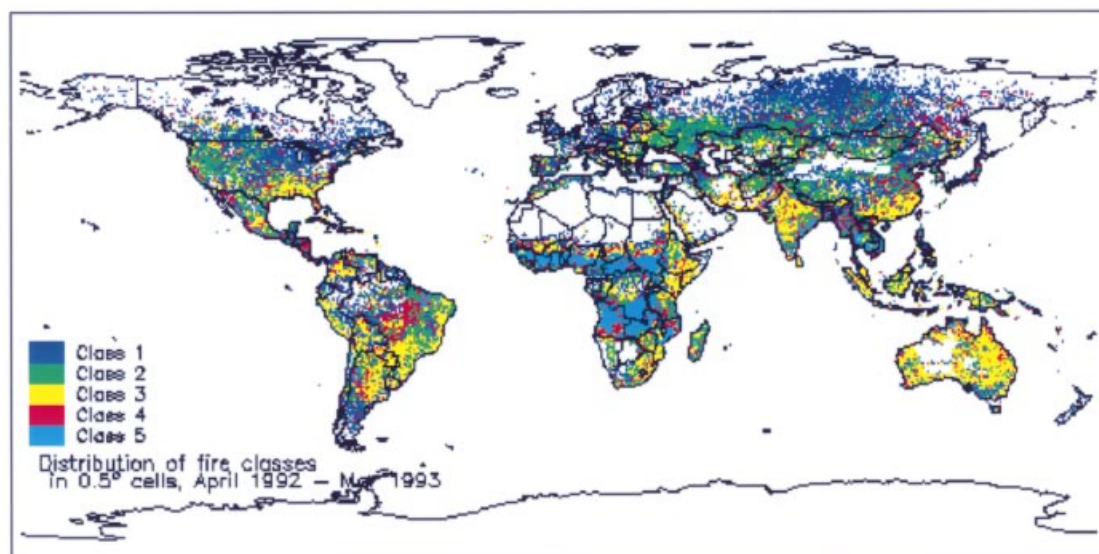 Class 1
Class 2
Class 3
Class 4
Class 5
Distribution of fire classes
in 0.5° cells, April 1992 – Mar 1993